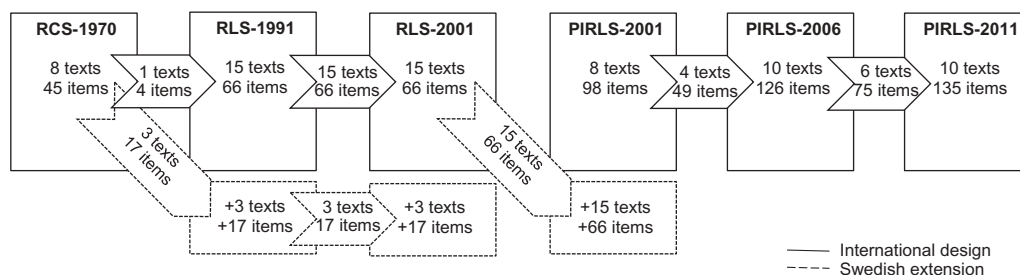 RCS-1970
8 texts
45 items
1 texts
4 items
RLS-1991
15 texts
66 items
15 texts
66 items
RLS-2001
15 texts
66 items
PIRLS-2001
8 texts
98 items
4 texts
49 items
PIRLS-2006
10 texts
126 items
6 texts
75 items
PIRLS-2011
10 texts
135 items
3 texts
17 items
15 texts
66 items
+3 texts
+17 items
3 texts
17 items
+3 texts
+17 items
+15 texts
+66 items
International design
Swedish extension